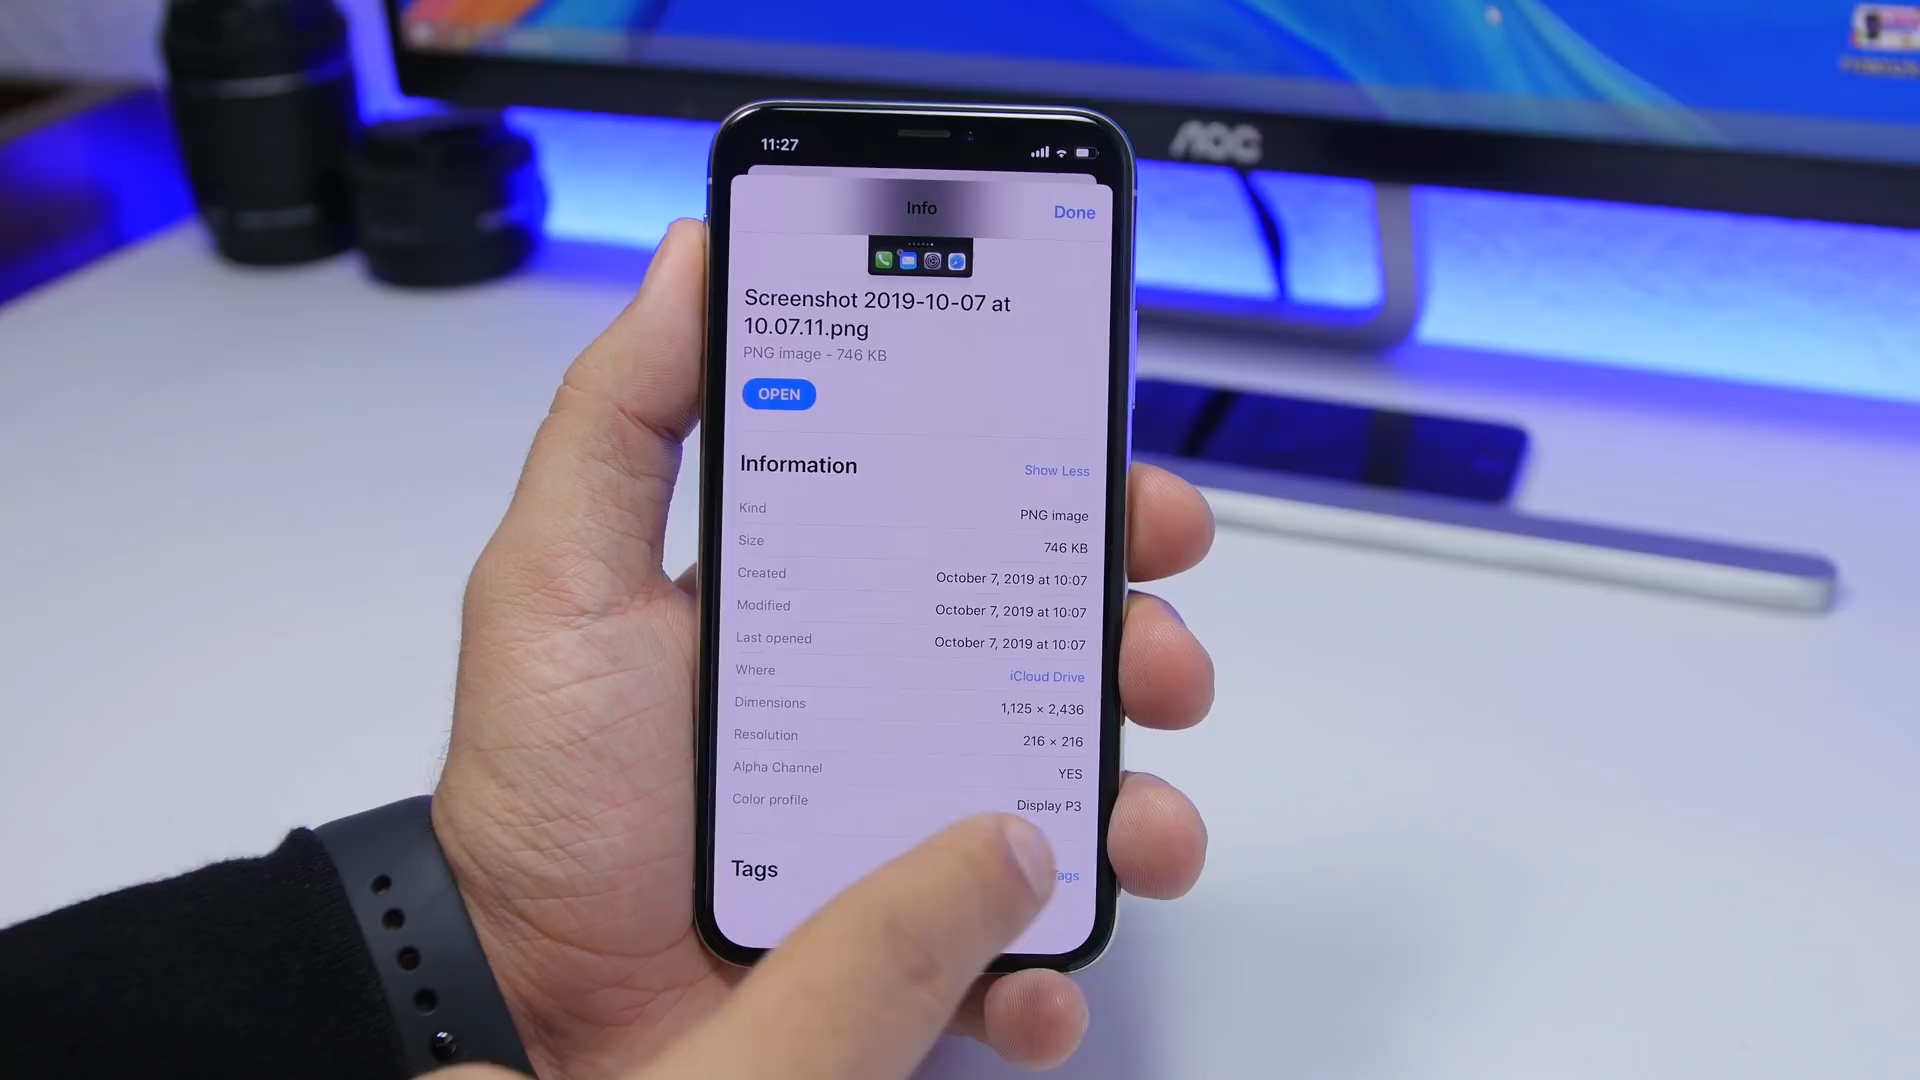 AOC
11:27
Info
Done
Screenshot 2019-10-07 at
10.07.11.png
PNG image - 746 KB
OPEN
Information
Show Less
Kind
PNG image
Size
746 KB
Created
October 7, 2019 at 10:07
Modified
October 7, 2019 at 10:07
Last opened
October 7, 2019 at 10:07
Where
iCloud Drive
Dimensions
1,125 × 2,436
Resolution
216 × 216
Alpha Channel
YES
Color profile
Display P3
Tags
Tags